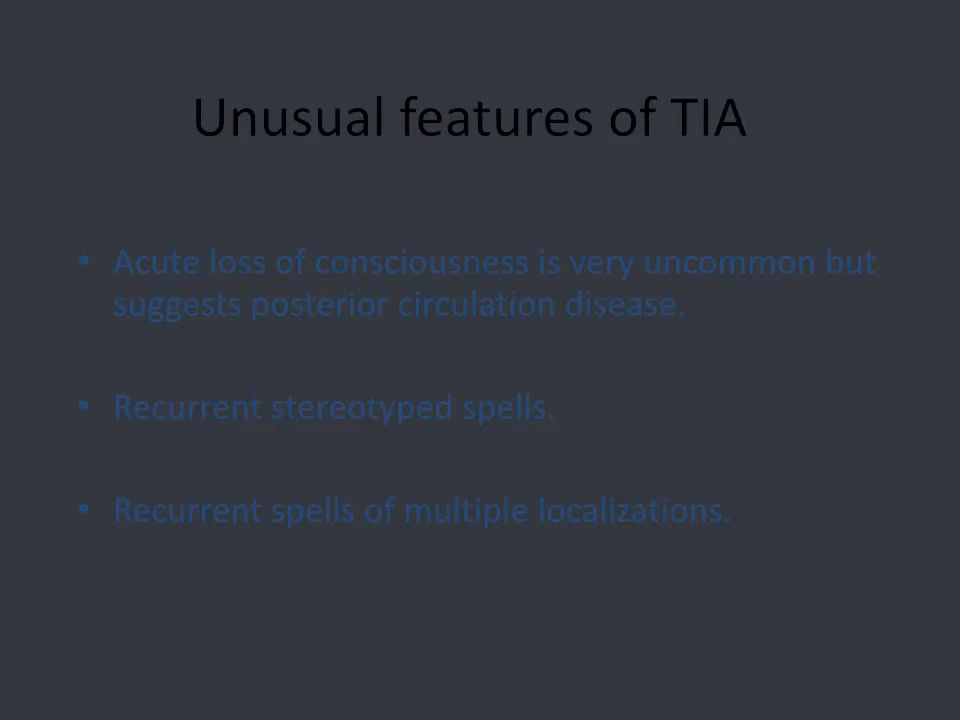 Unusual features of TIA
• Acute loss of consciousness is very uncommon but
suggests posterior circulation disease.
• Recurrent stereotyped spells.
• Recurrent spells of multiple localizations.